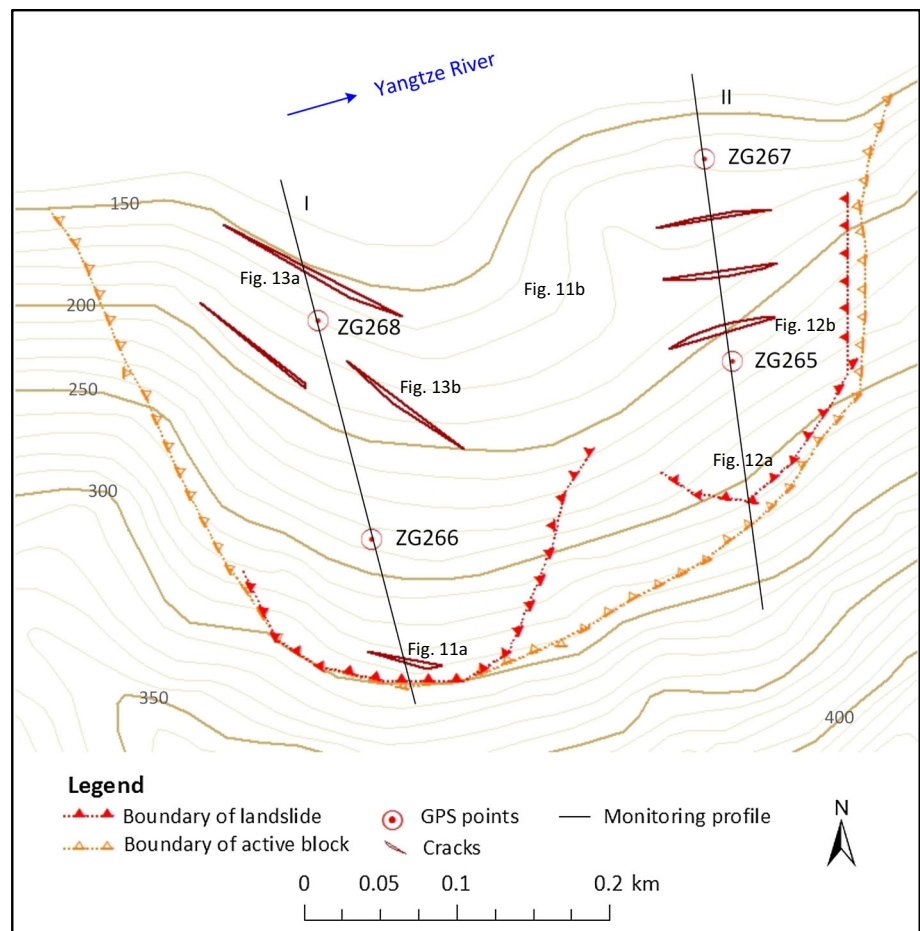 Yangtze River
II
ZG267
I
150
Fig. 13a
Fig. 11b
200
ZG268
Fig. 12b
ZG265
250
Fig. 13b
Fig. 12a
300
ZG266
Fig. 11a
350
400
Legend
Boundary of landslide
GPS points
Monitoring profile
Boundary of active block
Cracks
N
0 0.05 0.1 0.2 km